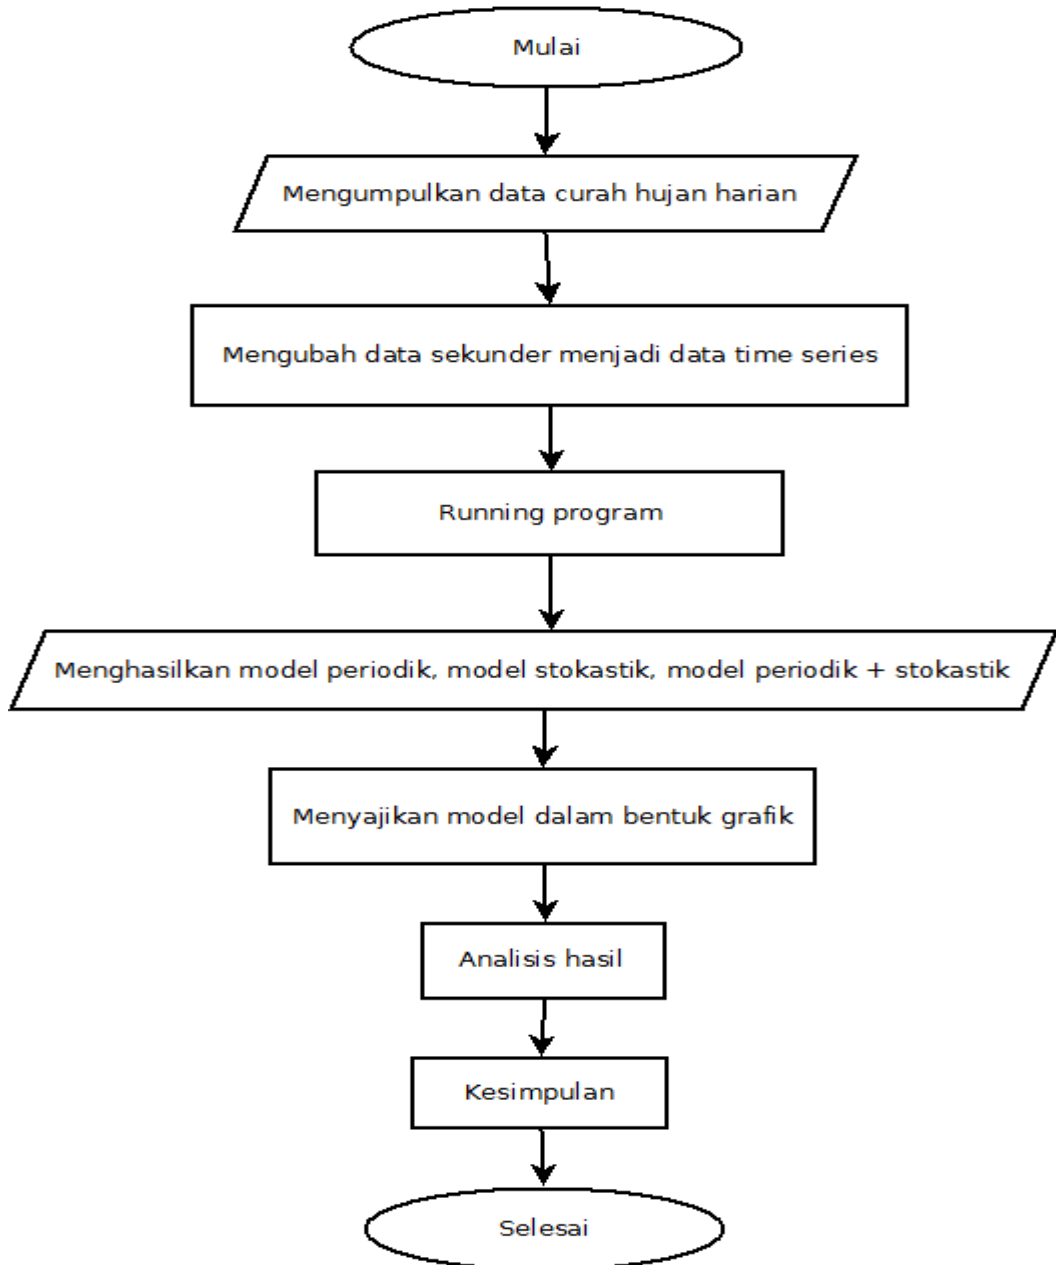 Mulai
Mengumpulkan data curah hujan harian
Mengubah data sekunder menjadi data time series
Running program
Menghasilkan model periodik, model stokastik, model periodik + stokastik
Menyajikan model dalam bentuk grafik
Analisis hasil
Kesimpulan
Selesai